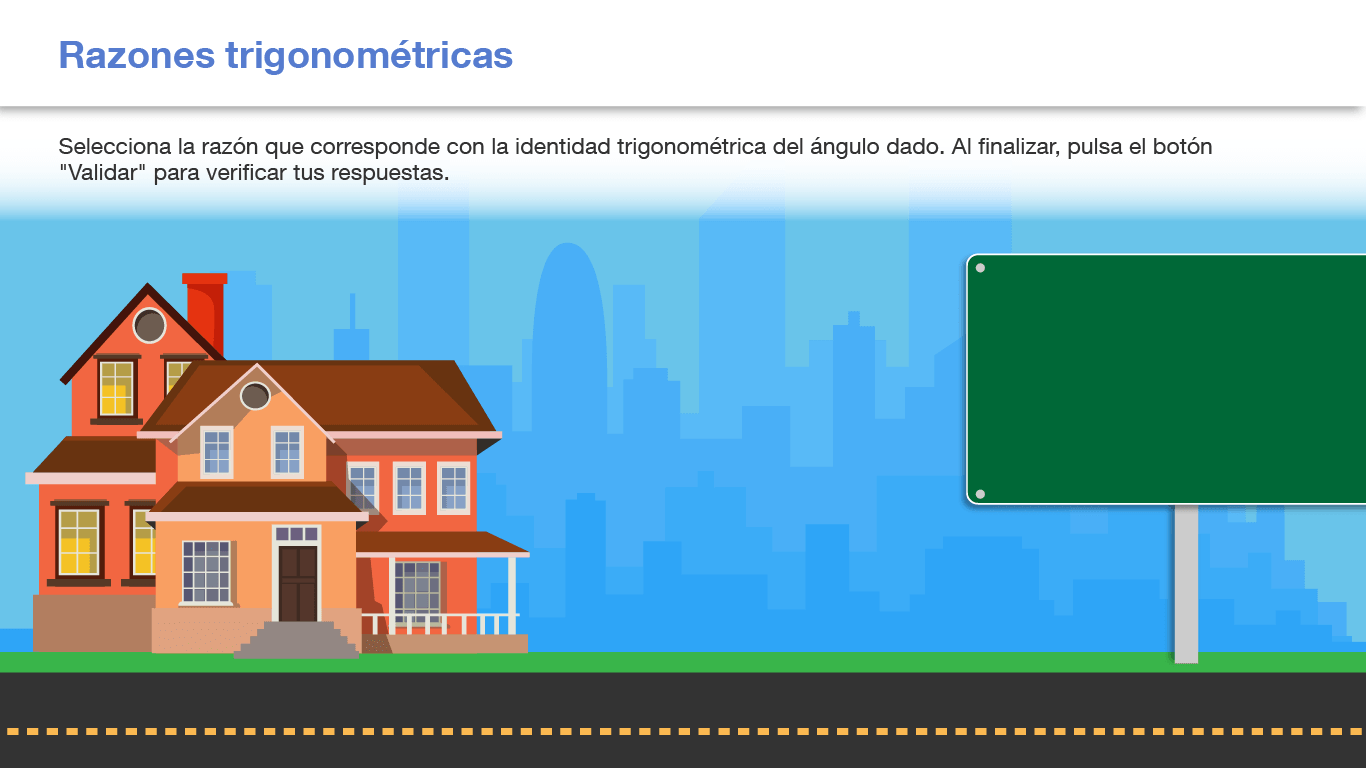 Razones trigonométricas
Selecciona la razón que corresponde con la identidad trigonométrica del ángulo dado. Al finalizar, pulsa el botón
"Validar" para verificar tus respuestas.